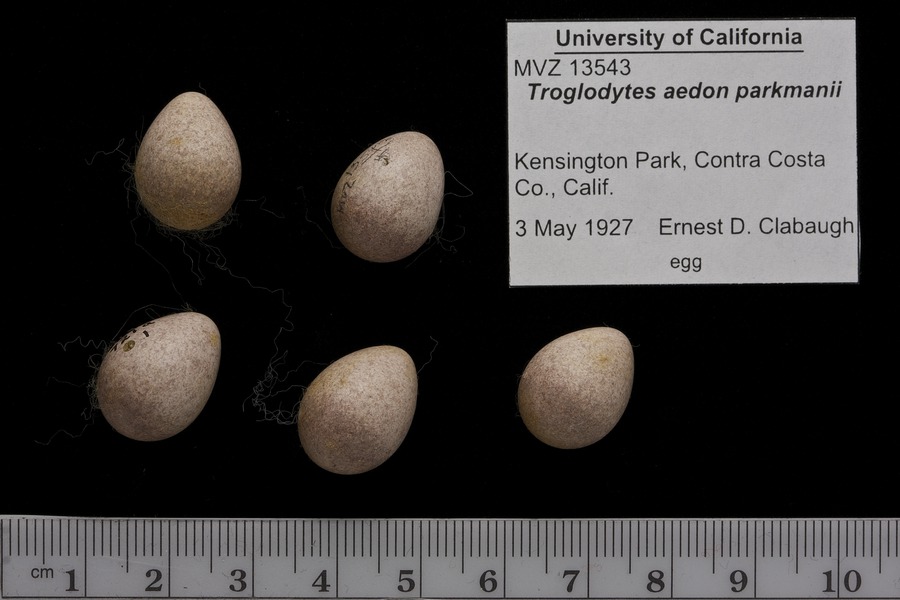 University of California
MVZ 13543
Troglodytes aedon parkmanii
Kensington Park, Contra Costa
Co., Calif.
3 May 1927 Ernest D. Clabaugh
egg
cm 1 2 3 4 5 6 7 8 9 10